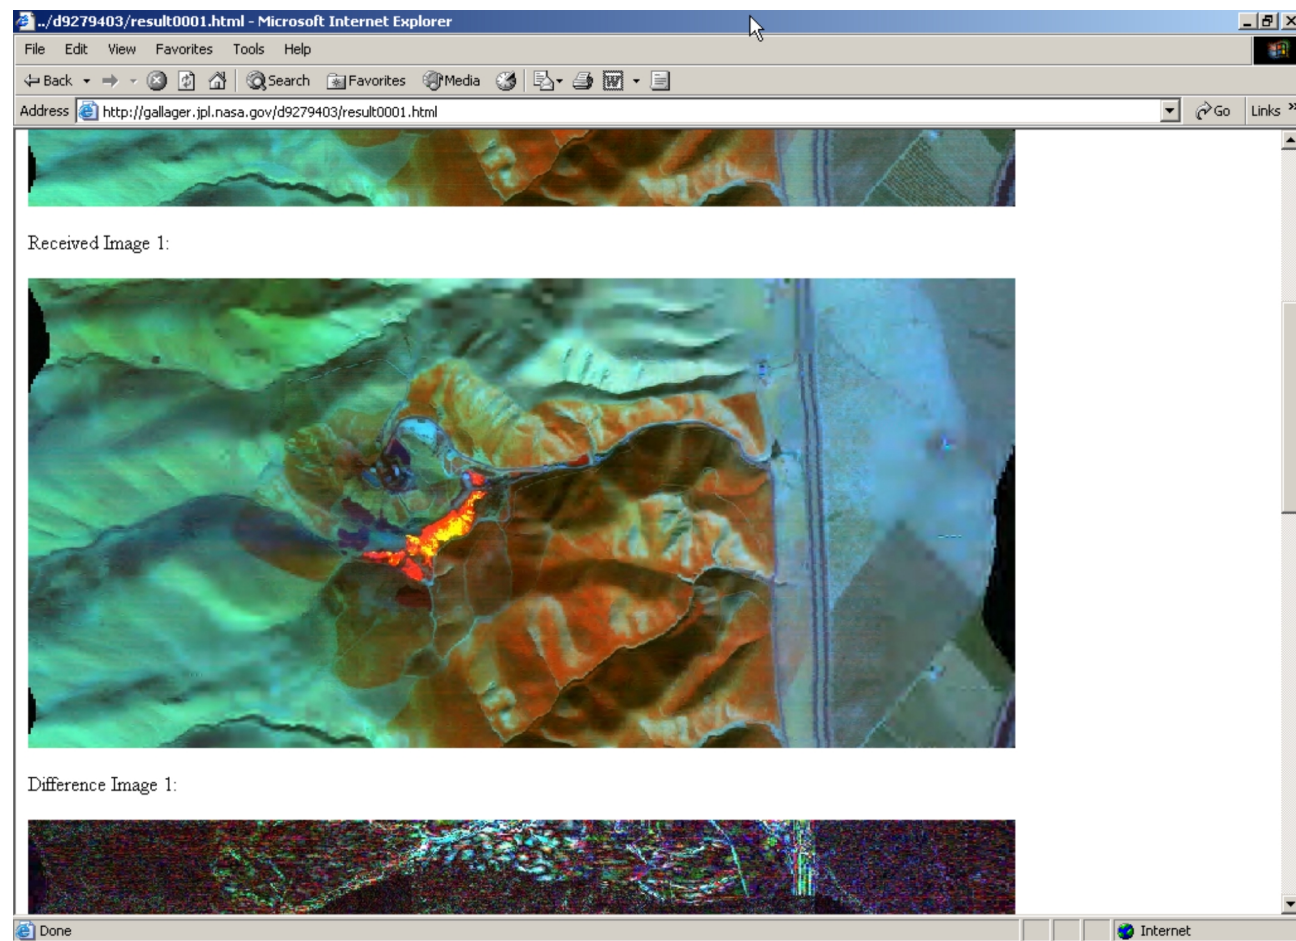 ../d9279403/result0001.html - Microsoft Internet Explorer
File Edit View Favorites Tools Help
Back Search Favorites Media
Address http://gallager.jpl.nasa.gov/d9279403/result0001.html Go Links »
Received Image 1:
Difference Image 1:
Done Internet